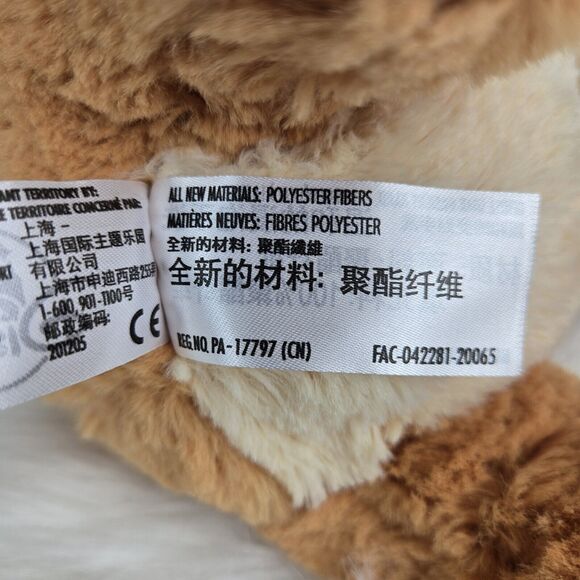 ANT TERRITORY BY:
E TERRITOIRE CONCERNÉ PAR:
上海 -
上海国际主题乐园
有限公司
上海市申迪西路255弄
1-600, 901-1100号
邮政编码:
201205
ORT
CE
ALL NEW MATERIALS: POLYESTER FIBERS
MATIÈRES NEUVES: FIBRES POLYESTER
全新的材料: 聚酯纖維
全新的材料: 聚酯纤维
REG.NO. PA-17797 (CN)
FAC-042281-20065